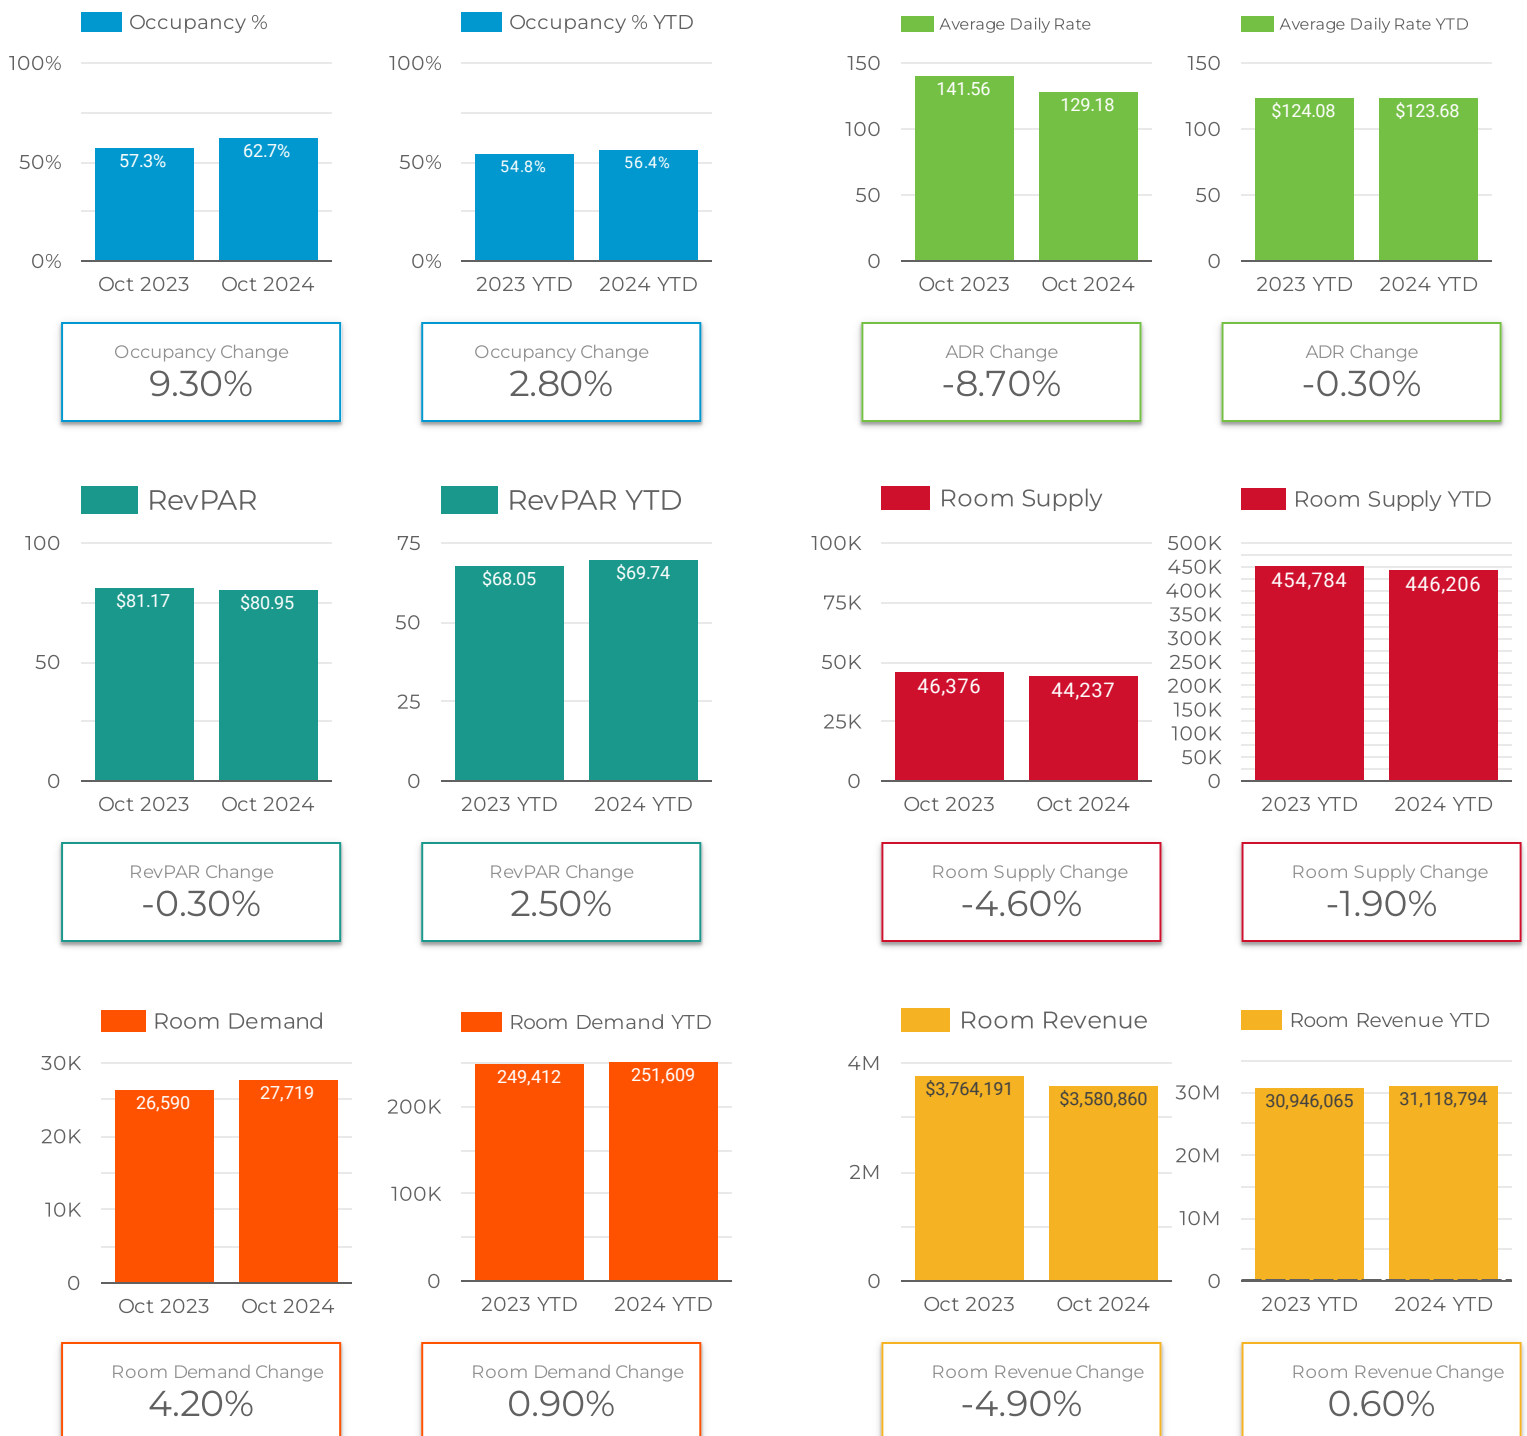 Occupancy %
100%
50%
0%
57.3%
62.7%
Oct 2023
Oct 2024
Occupancy Change
9.30%
Occupancy % YTD
100%
50%
0%
54.8%
56.4%
2023 YTD
2024 YTD
Occupancy Change
2.80%
Average Daily Rate
150
100
50
0
141.56
129.18
Oct 2023
Oct 2024
ADR Change
-8.70%
Average Daily Rate YTD
150
100
50
0
$124.08
$123.68
2023 YTD
2024 YTD
ADR Change
-0.30%
RevPAR
100
50
0
$81.17
$80.95
Oct 2023
Oct 2024
RevPAR Change
-0.30%
RevPAR YTD
75
50
25
0
$68.05
$69.74
2023 YTD
2024 YTD
RevPAR Change
2.50%
Room Supply
100K
75K
50K
25K
0
46,376
44,237
Oct 2023
Oct 2024
Room Supply Change
-4.60%
Room Supply YTD
500K
450K
400K
350K
300K
250K
200K
150K
100K
50K
0
454,784
446,206
2023 YTD
2024 YTD
Room Supply Change
-1.90%
Room Demand
30K
20K
10K
0
26,590
27,719
Oct 2023
Oct 2024
Room Demand Change
4.20%
Room Demand YTD
200K
100K
0
249,412
251,609
2023 YTD
2024 YTD
Room Demand Change
0.90%
Room Revenue
4M
2M
0
$3,764,191
$3,580,860
Oct 2023
Oct 2024
Room Revenue Change
-4.90%
Room Revenue YTD
30M
20M
10M
0
30,946,065
31,118,794
2023 YTD
2024 YTD
Room Revenue Change
0.60%